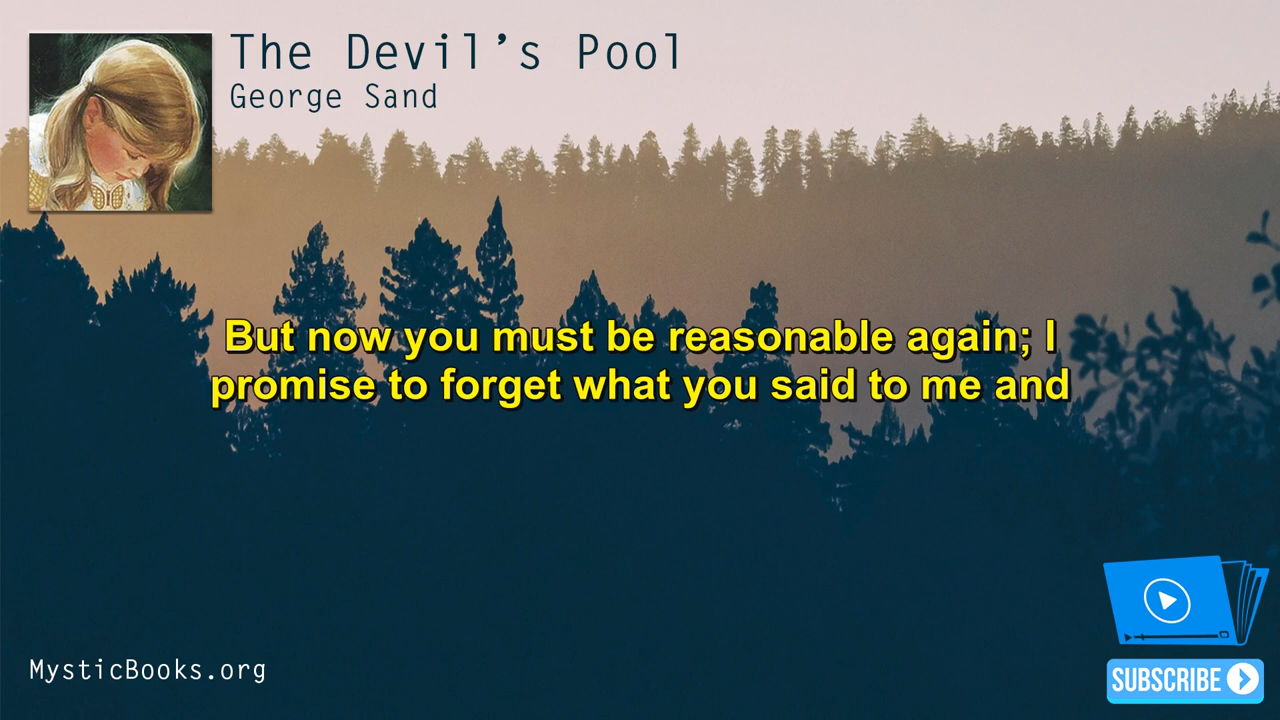 The Devil's Pool
George Sand
But now you must be reasonable again; I
promise to forget what you said to me and
MysticBooks.org
SUBSCRIBE